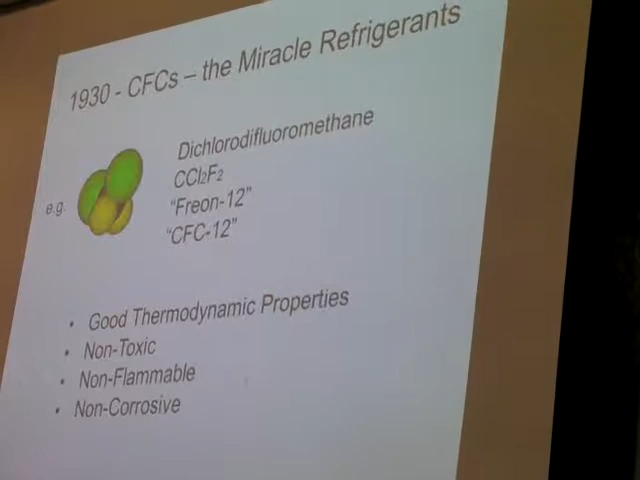 1930 - CFCs – the Miracle Refrigerants
Dichlorodifluoromethane
e.g.
CCl₂F₂
"Freon-12"
"CFC-12"
• Good Thermodynamic Properties
• Non-Toxic
• Non-Flammable
• Non-Corrosive